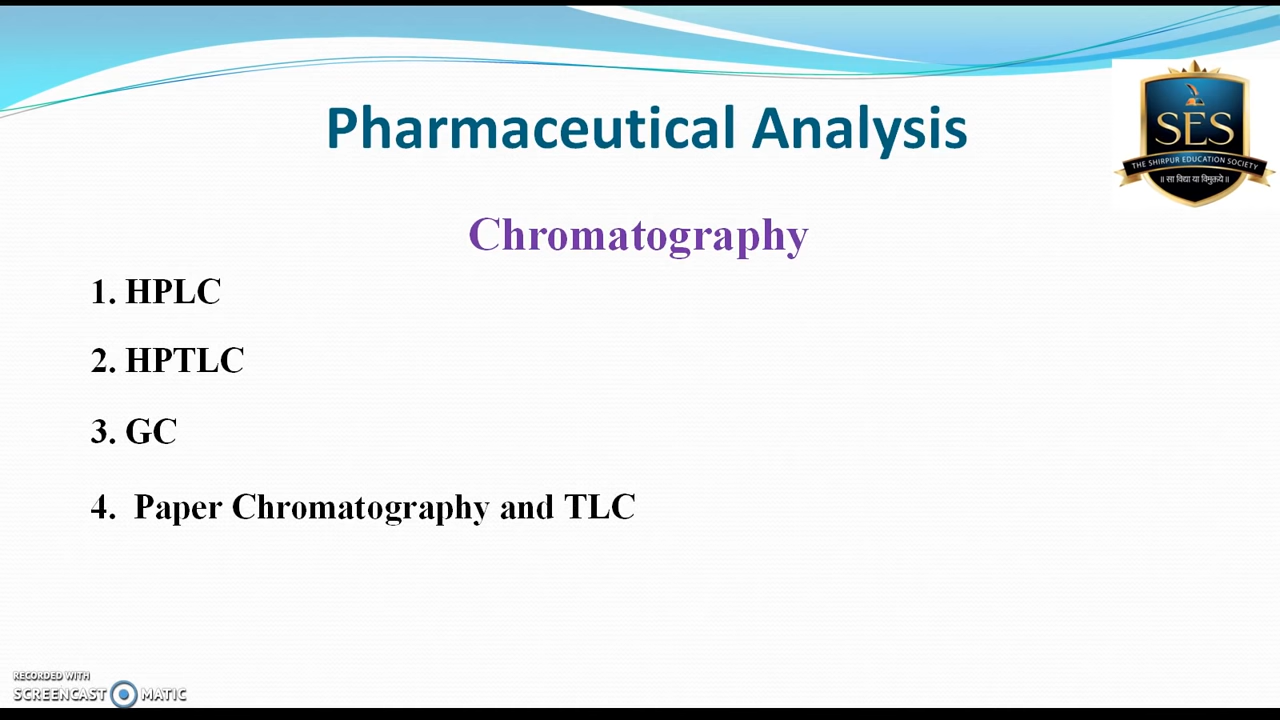 Pharmaceutical Analysis
SES
THE SHIRPUR EDUCATION SOCIETY
॥ सा विद्या या विमुक्तये ॥
Chromatography
1. HPLC
2. HPTLC
3. GC
4. Paper Chromatography and TLC
RECORDED WITH
SCREENCAST MATIC